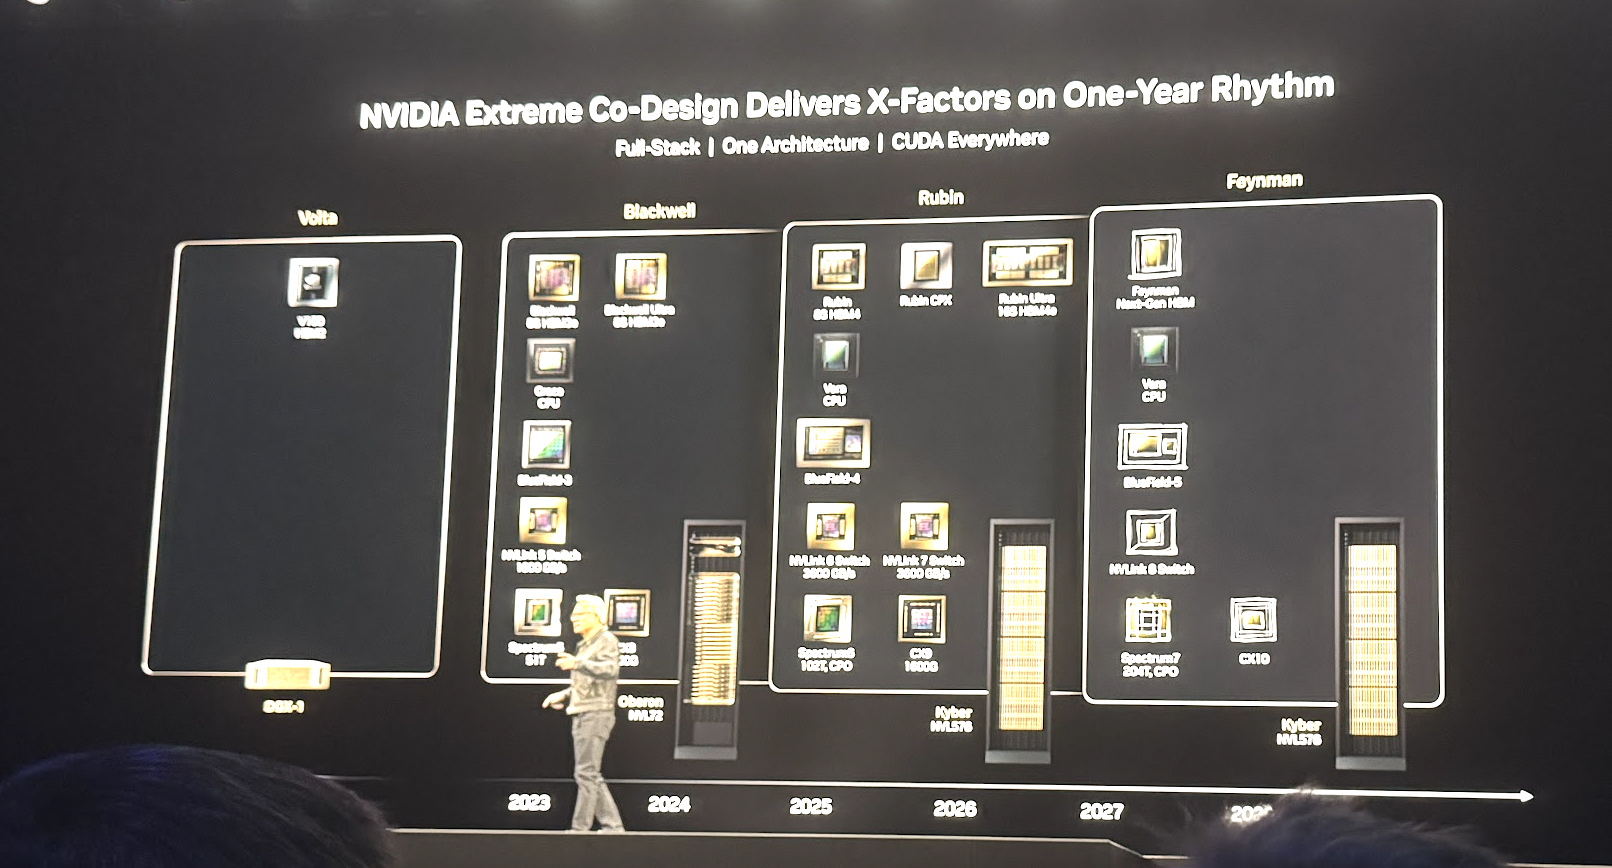 NVIDIA Extreme Co-Design Delivers X-Factors on One-Year Rhythm
Full-Stack | One Architecture | CUDA Everywhere
Volta
V100
HBM2
DGX-1
Blackwell
Blackwell
8S HBM3e
Blackwell Ultra
8S HBM3e
Grace
CPU
BlueField-3
NVLink 5 Switch
1800 GB/s
Spectrum5
51T
Oberon
NVL72
Rubin
Rubin
8S HBM4
Rubin CPX
Rubin Ultra
16S HBM4e
Vera
CPU
BlueField-4
NVLink 6 Switch
3600 GB/s
NVLink 7 Switch
3600 GB/s
Spectrum6
102T, CPO
CX9
1600G
Kyber
NVL576
Feynman
Feynman
Next-Gen HBM
Vera
CPU
BlueField-5
NVLink 8 Switch
Spectrum7
204T, CPO
CX10
Kyber
NVL576
2023
2024
2025
2026
2027